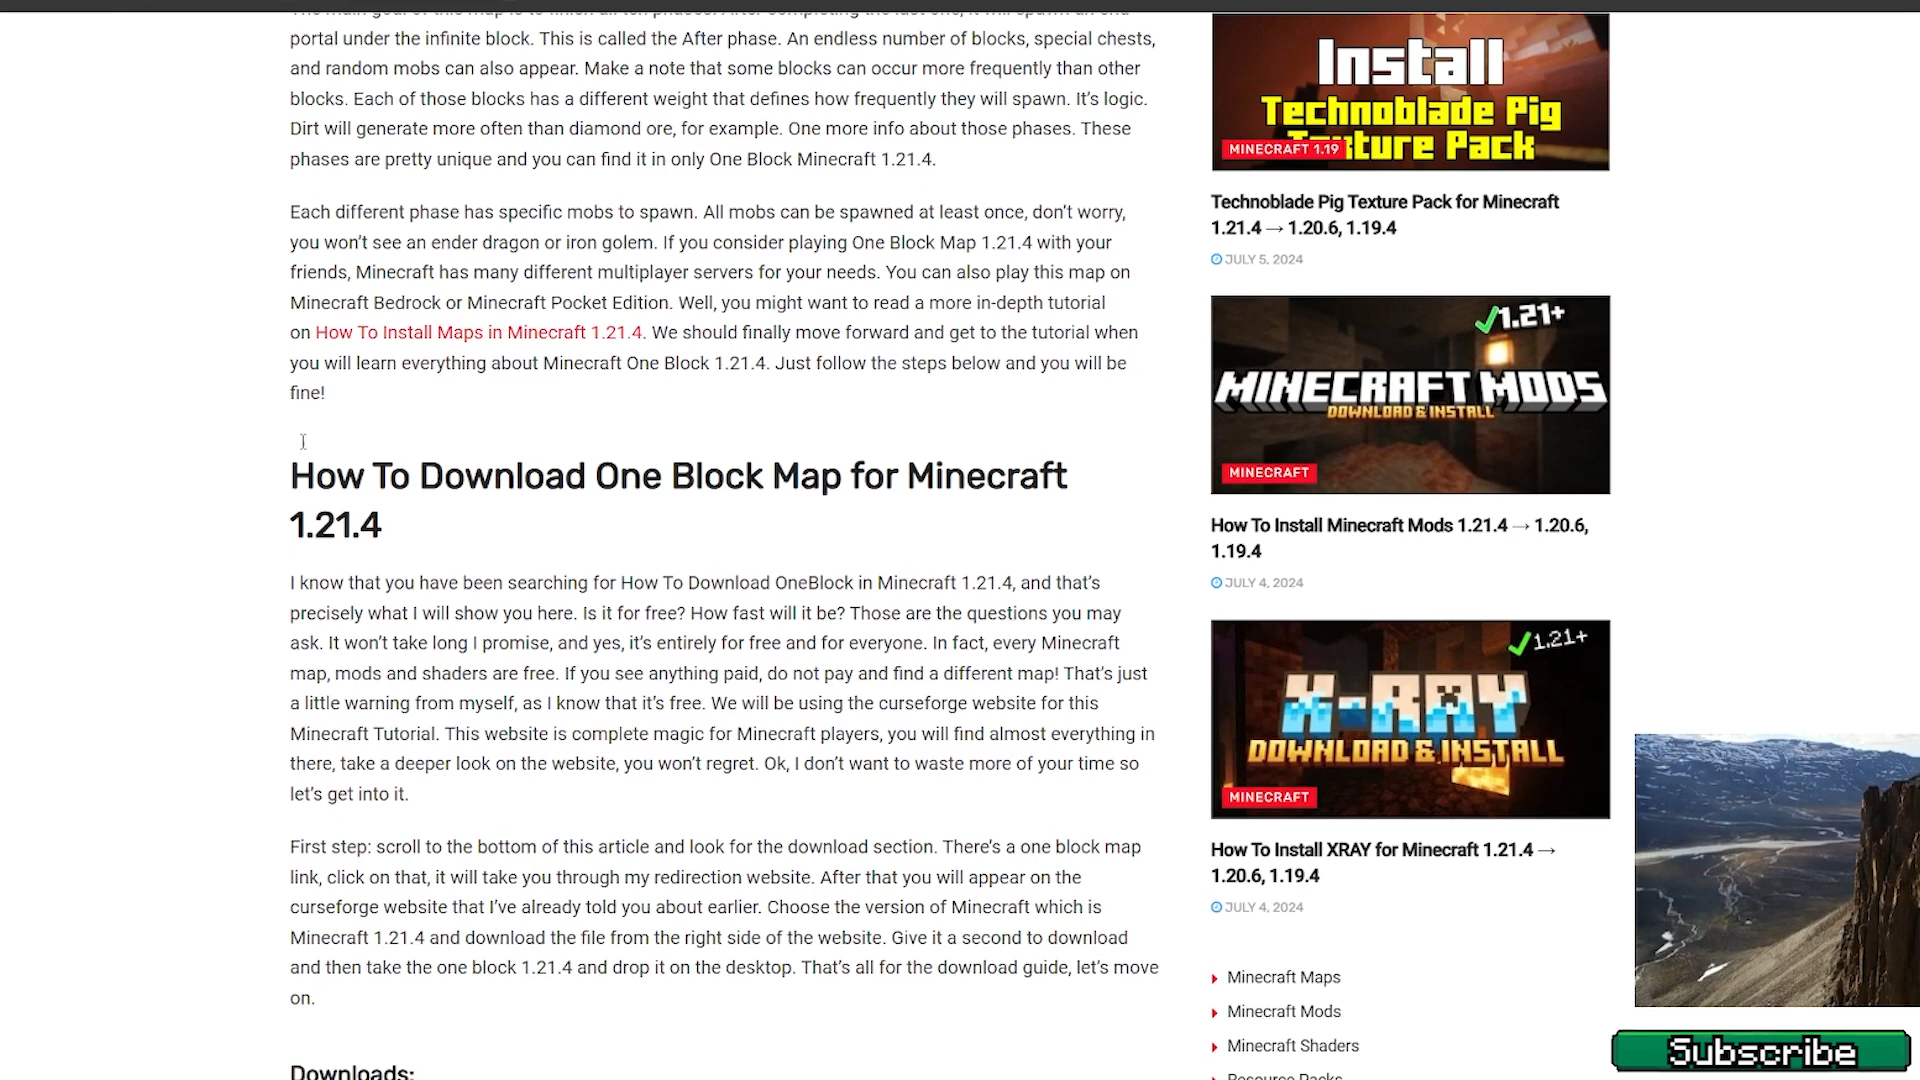 portal under the infinite block. This is called the After phase. An endless number of blocks, special chests,
and random mobs can also appear. Make a note that some blocks can occur more frequently than other
blocks. Each of those blocks has a different weight that defines how frequently they will spawn. It's logic.
Dirt will generate more often than diamond ore, for example. One more info about those phases. These
phases are pretty unique and you can find it in only One Block Minecraft 1.21.4.
Each different phase has specific mobs to spawn. All mobs can be spawned at least once, don't worry,
you won't see an ender dragon or iron golem. If you consider playing One Block Map 1.21.4 with your
friends, Minecraft has many different multiplayer servers for your needs. You can also play this map on
Minecraft Bedrock or Minecraft Pocket Edition. Well, you might want to read a more in-depth tutorial
on How To Install Maps in Minecraft 1.21.4. We should finally move forward and get to the tutorial when
you will learn everything about Minecraft One Block 1.21.4. Just follow the steps below and you will be
fine!
How To Download One Block Map for Minecraft
1.21.4
I know that you have been searching for How To Download OneBlock in Minecraft 1.21.4, and that's
precisely what I will show you here. Is it for free? How fast will it be? Those are the questions you may
ask. It won't take long I promise, and yes, it's entirely for free and for everyone. In fact, every Minecraft
map, mods and shaders are free. If you see anything paid, do not pay and find a different map! That's just
a little warning from myself, as I know that it's free. We will be using the curseforge website for this
Minecraft Tutorial. This website is complete magic for Minecraft players, you will find almost everything in
there, take a deeper look on the website, you won't regret. Ok, I don't want to waste more of your time so
let's get into it.
First step: scroll to the bottom of this article and look for the download section. There's a one block map
link, click on that, it will take you through my redirection website. After that you will appear on the
curseforge website that I've already told you about earlier. Choose the version of Minecraft which is
Minecraft 1.21.4 and download the file from the right side of the website. Give it a second to download
and then take the one block 1.21.4 and drop it on the desktop. That's all for the download guide, let's move
on.
Downloads:
Install
Technoblade Pig
Texture Pack
MINECRAFT 1.19
Technoblade Pig Texture Pack for Minecraft
1.21.4 → 1.20.6, 1.19.4
JULY 5, 2024
1.21+
MINECRAFT MODS
DOWNLOAD & INSTALL
MINECRAFT
How To Install Minecraft Mods 1.21.4 → 1.20.6,
1.19.4
JULY 4, 2024
1.21+
X-RAY
DOWNLOAD & INSTALL
MINECRAFT
How To Install XRAY for Minecraft 1.21.4 →
1.20.6, 1.19.4
JULY 4, 2024
Minecraft Maps
Minecraft Mods
Minecraft Shaders
Resource Packs
Subscribe